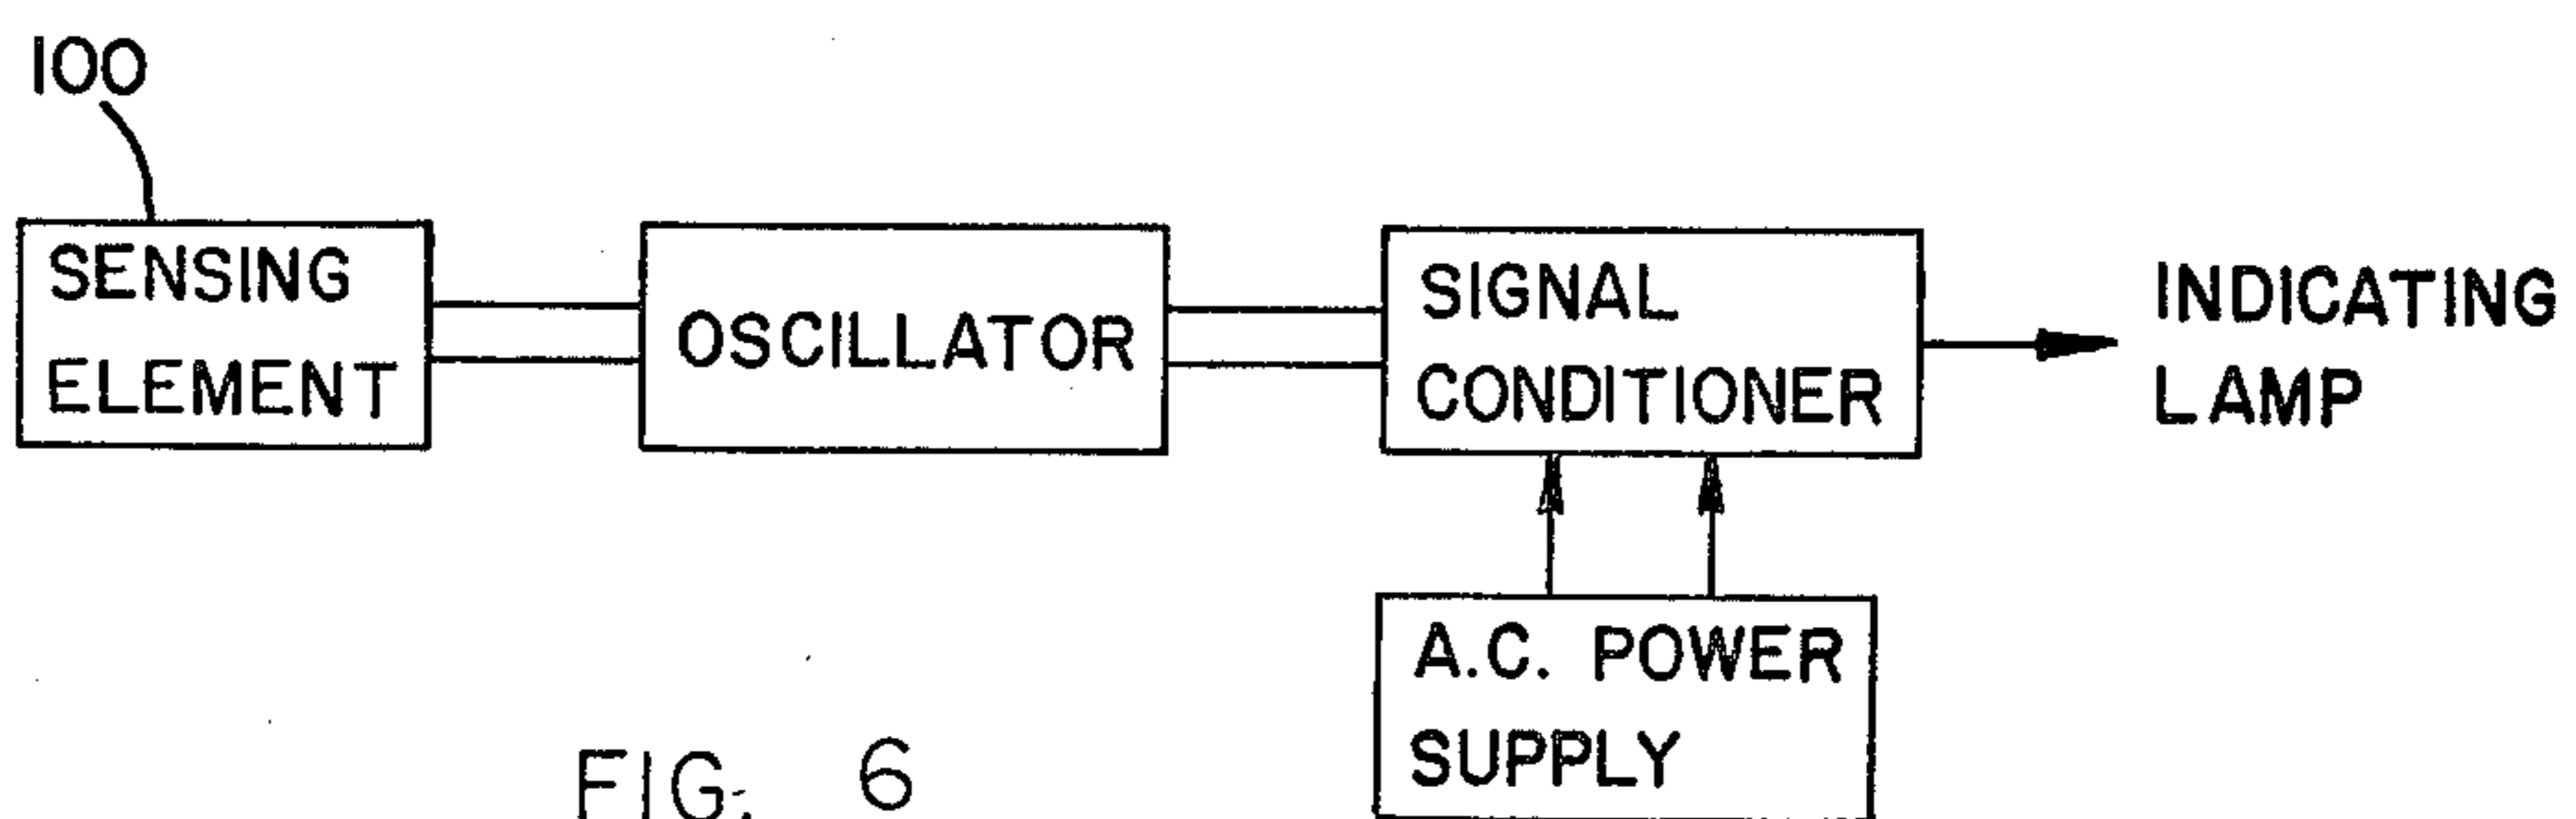 100
SENSING
ELEMENT
OSCILLATOR
SIGNAL
CONDITIONER
INDICATING
LAMP
A.C. POWER
SUPPLY
FIG. 6